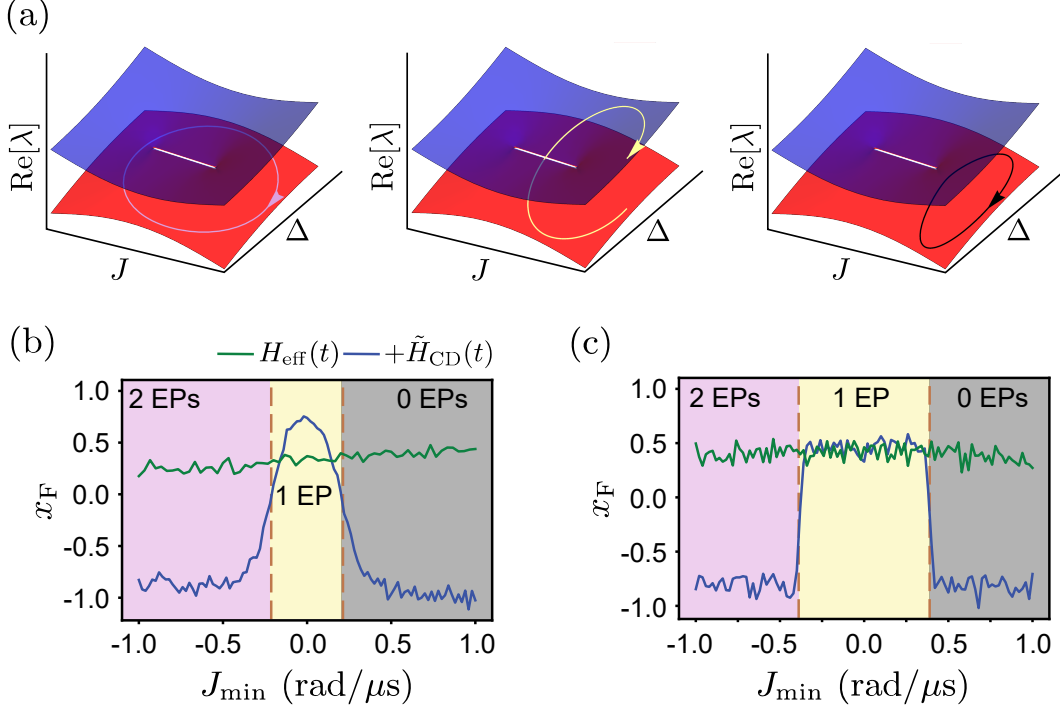 (a)
Re[λ]
J
Δ
Re[λ]
J
Δ
Re[λ]
J
Δ
(b)
H_eff(t) +H̃_CD(t)
2 EPs 0 EPs
1 EP
1.0
0.5
0.0
-0.5
-1.0
x_F
-1.0 -0.5 0.0 0.5 1.0
J_min (rad/μs)
(c)
2 EPs 1 EP 0 EPs
1.0
0.5
0.0
-0.5
-1.0
x_F
-1.0 -0.5 0.0 0.5 1.0
J_min (rad/μs)